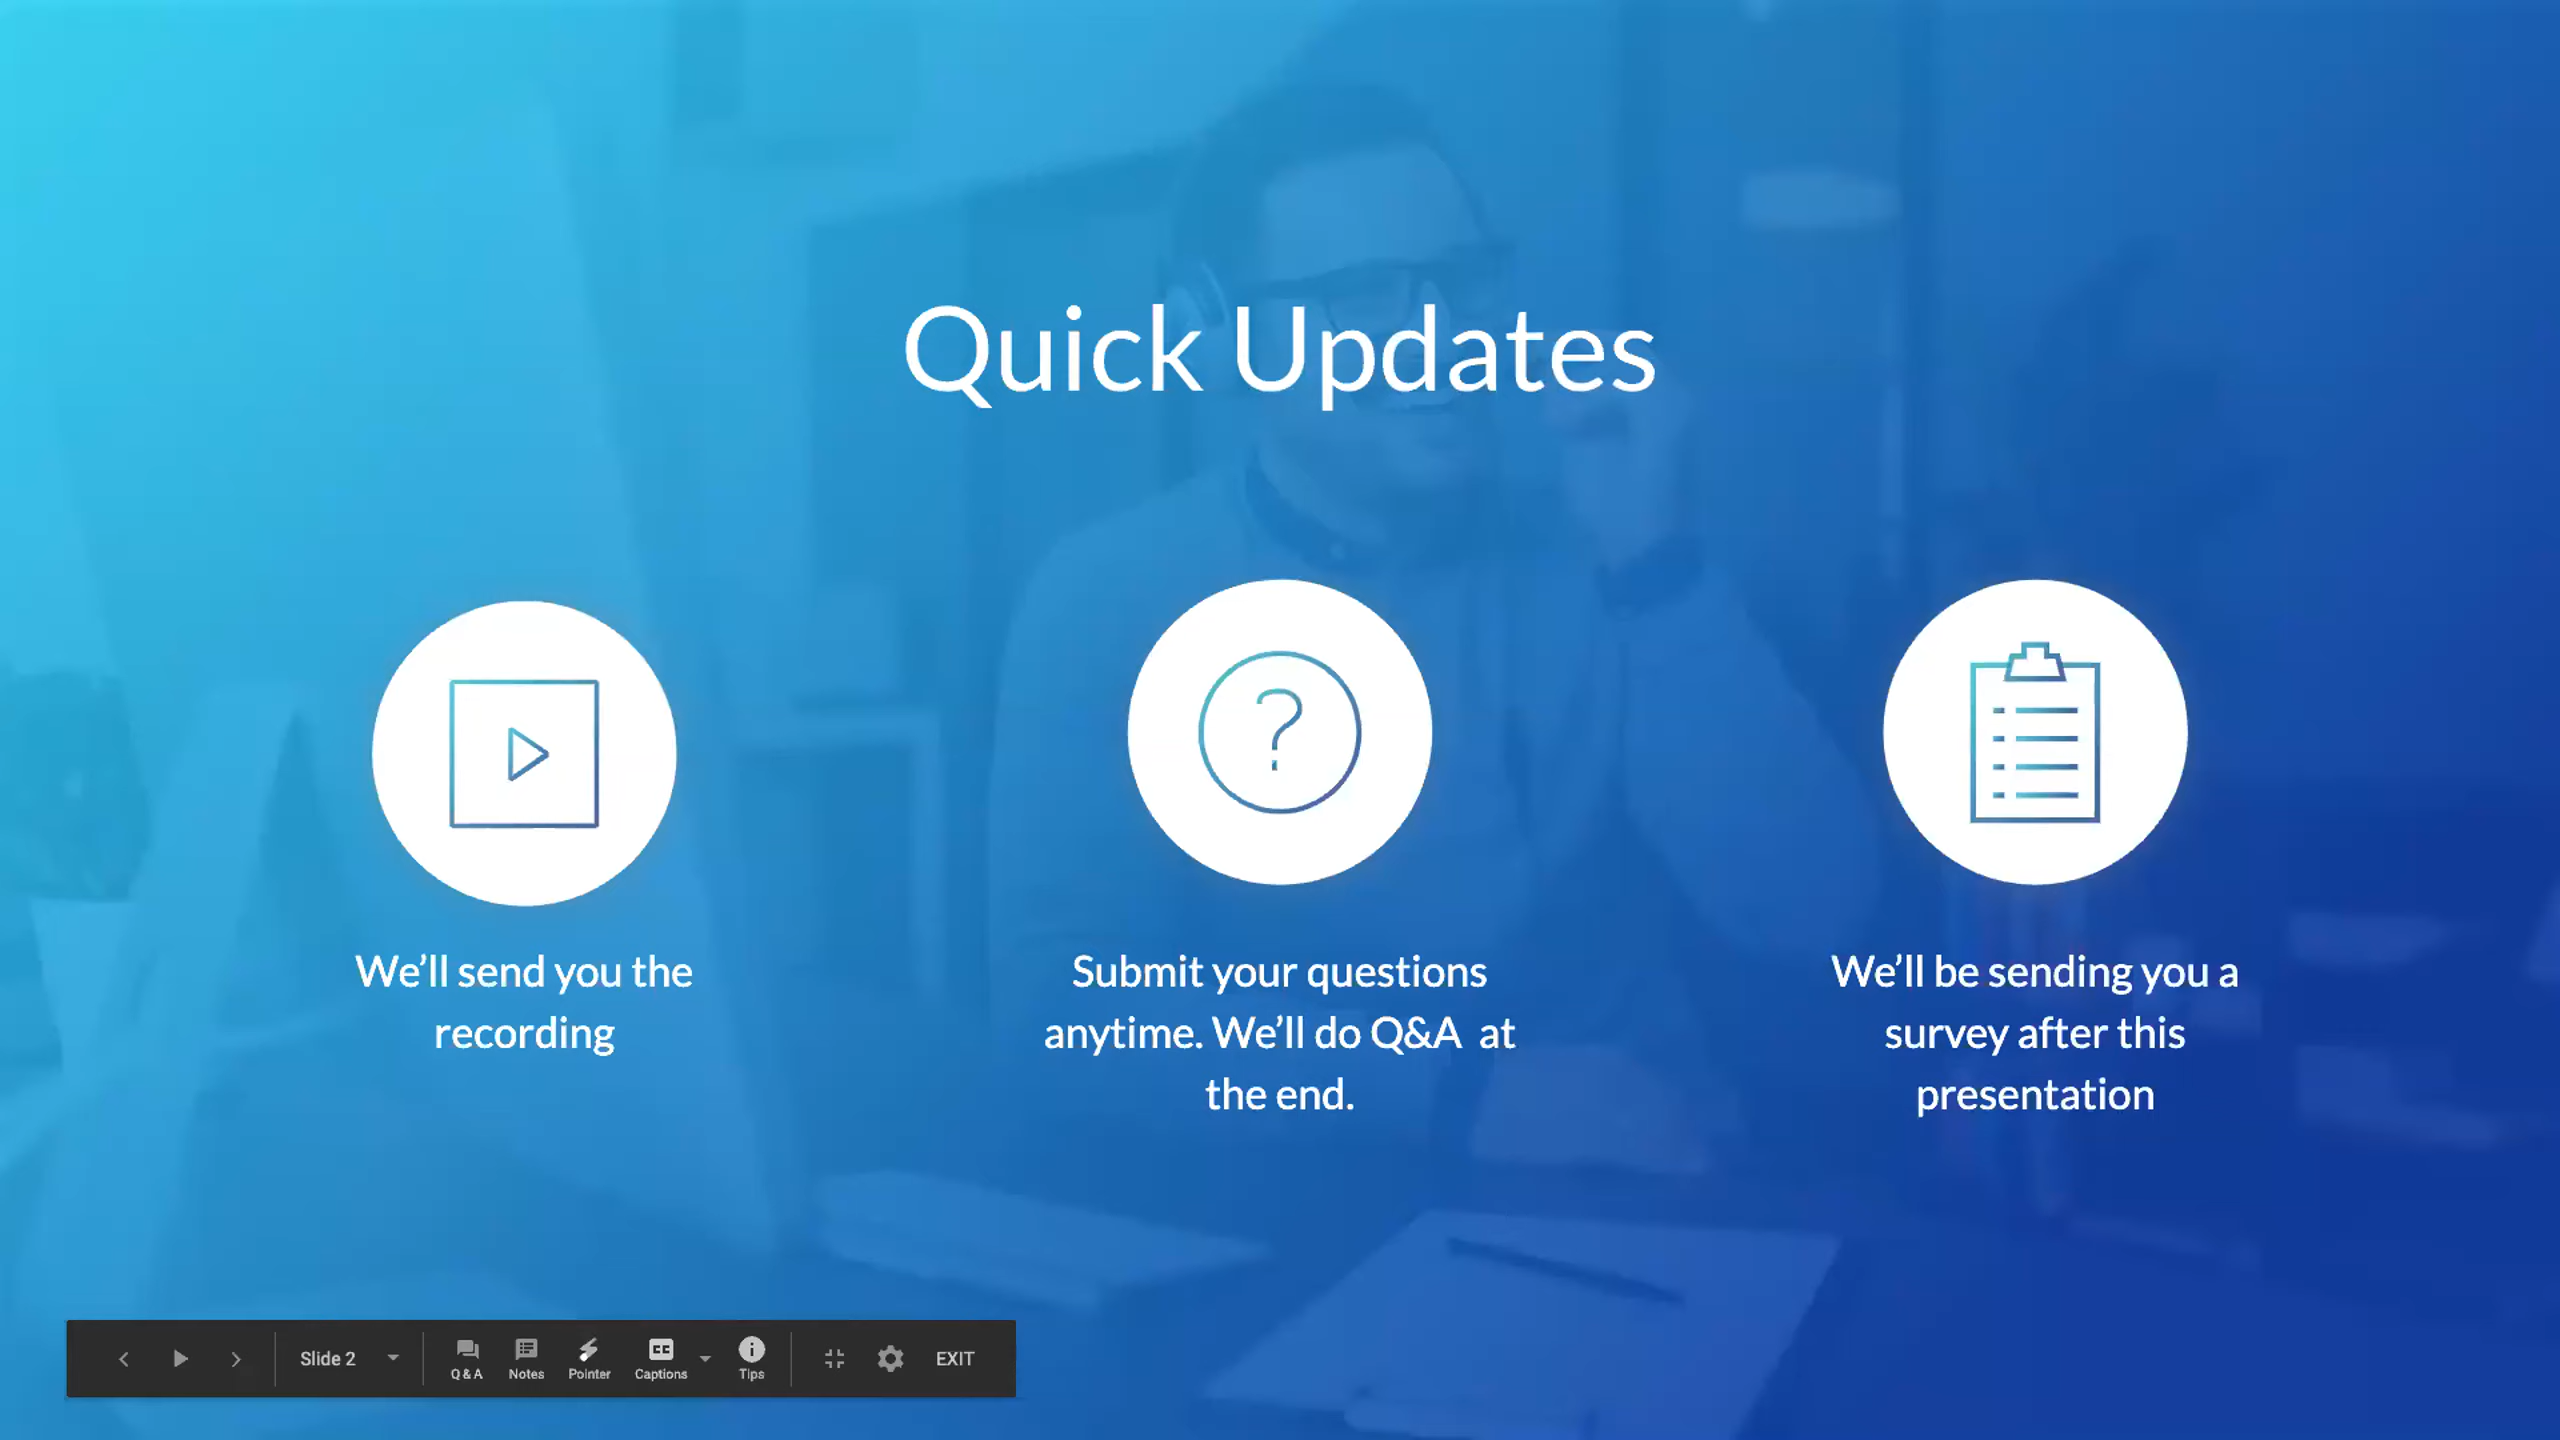 Quick Updates
?
We'll send you the
recording
Submit your questions
anytime. We'll do Q&A at
the end.
We'll be sending you a
survey after this
presentation
Slide 2
Q & A
Notes
Pointer
CC
Captions
Tips
EXIT